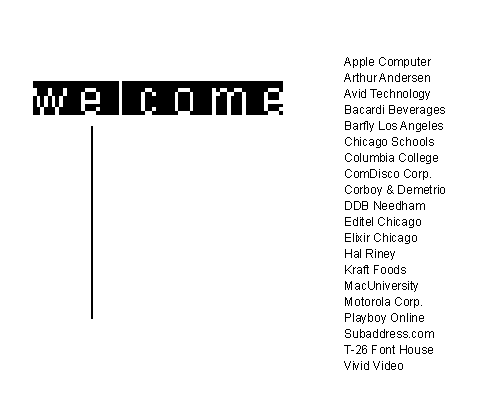 welcome
Apple Computer
Arthur Andersen
Avid Technology
Bacardi Beverages
Barfly Los Angeles
Chicago Schools
Columbia College
ComDisco Corp.
Corboy & Demetrio
DDB Needham
Editel Chicago
Elixir Chicago
Hal Riney
Kraft Foods
MacUniversity
Motorola Corp.
Playboy Online
Subaddress.com
T-26 Font House
Vivid Video